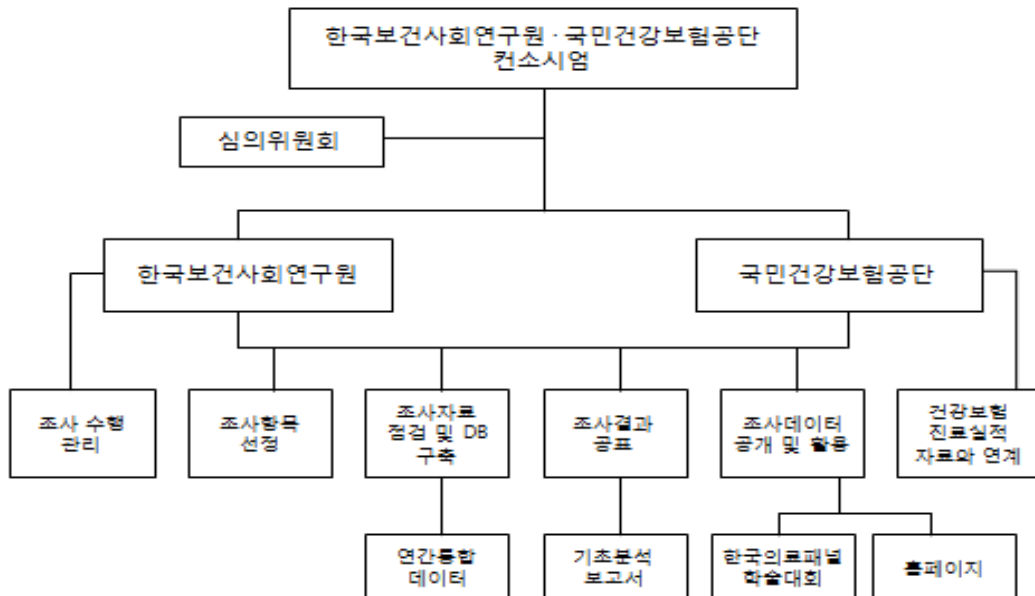 한국보건사회연구원 · 국민건강보험공단
컨소시엄
심의위원회
한국보건사회연구원
국민건강보험공단
조사 수행
관리
조사항목
선정
조사자료
점검 및 DB
구축
조사결과
공표
조사데이터
공개 및 활용
건강보험
진료실적
자료와 연계
연간통합
데이터
기초분석
보고서
한국의료패널
학술대회
홈페이지